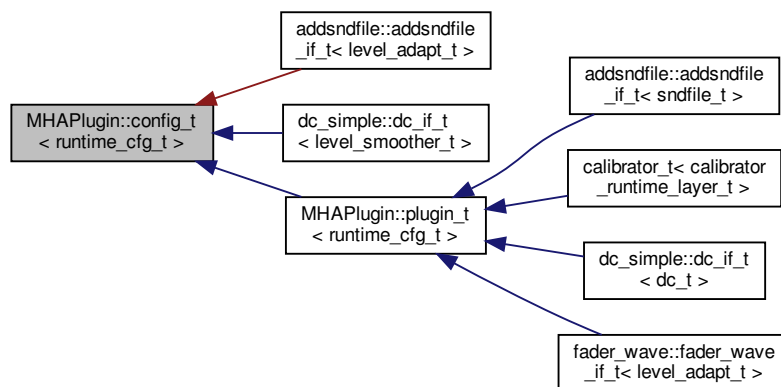 addsndfile::addsndfile
_if_t< level_adapt_t >
MHAPlugin::config_t
< runtime_cfg_t >
dc_simple::dc_if_t
< level_smoother_t >
MHAPlugin::plugin_t
< runtime_cfg_t >
addsndfile::addsndfile
_if_t< sndfile_t >
calibrator_t< calibrator
_runtime_layer_t >
dc_simple::dc_if_t
< dc_t >
fader_wave::fader_wave
_if_t< level_adapt_t >